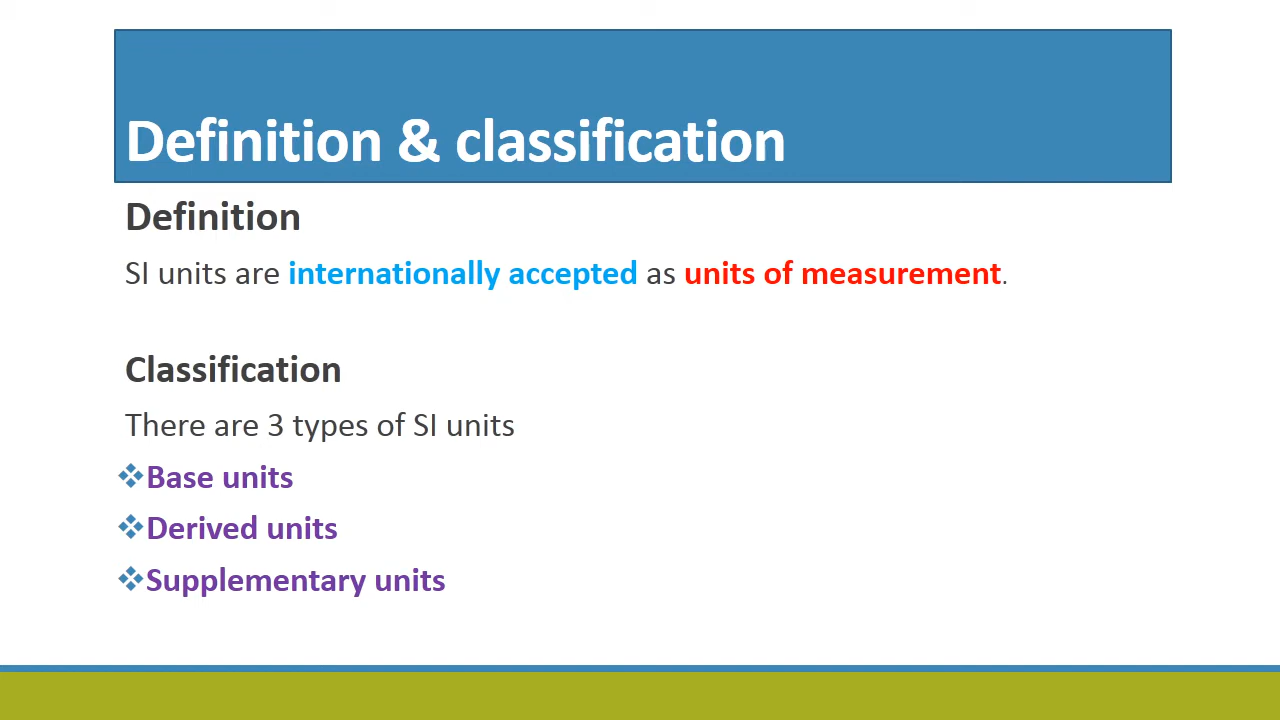 Definition & classification
Definition
SI units are internationally accepted as units of measurement.
Classification
There are 3 types of SI units
❖Base units
❖Derived units
❖Supplementary units